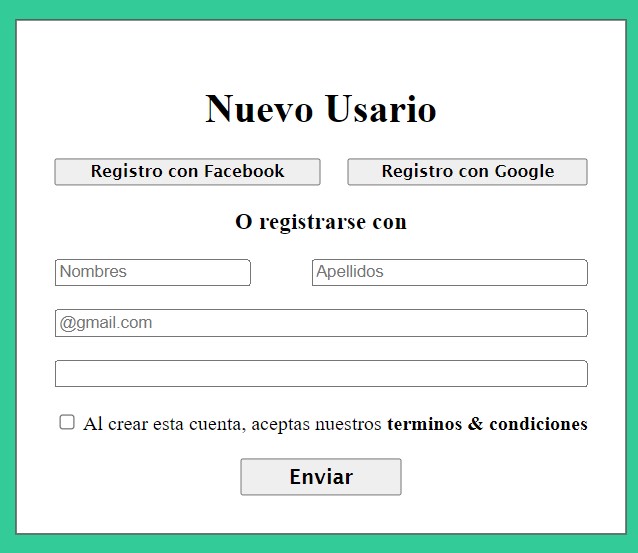 Nuevo Usario
Registro con Facebook Registro con Google
O registrarse con
Nombres Apellidos
@gmail.com
Al crear esta cuenta, aceptas nuestros terminos & condiciones
Enviar